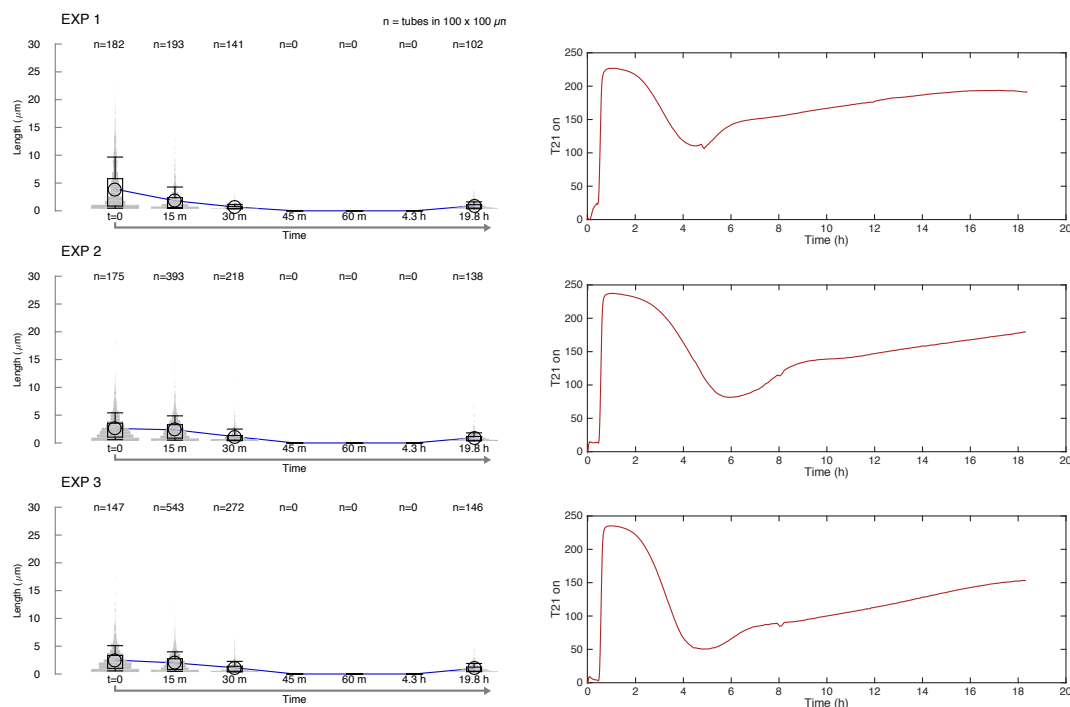 EXP 1
n = tubes in 100 x 100 μm
n=182 n=193 n=141 n=0 n=0 n=0 n=102
30
25
20
15
10
5
0
Length (μm)
t=0 15 m 30 m 45 m 60 m 4.3 h 19.8 h
Time
250
200
150
100
50
0
T21 on
0 2 4 6 8 10 12 14 16 18 20
Time (h)
EXP 2
n=175 n=393 n=218 n=0 n=0 n=0 n=138
30
25
20
15
10
5
0
Length (μm)
t=0 15 m 30 m 45 m 60 m 4.3 h 19.8 h
Time
250
200
150
100
50
0
T21 on
0 2 4 6 8 10 12 14 16 18 20
Time (h)
EXP 3
n=147 n=543 n=272 n=0 n=0 n=0 n=146
30
25
20
15
10
5
0
Length (μm)
t=0 15 m 30 m 45 m 60 m 4.3 h 19.8 h
Time
250
200
150
100
50
0
T21 on
0 2 4 6 8 10 12 14 16 18 20
Time (h)